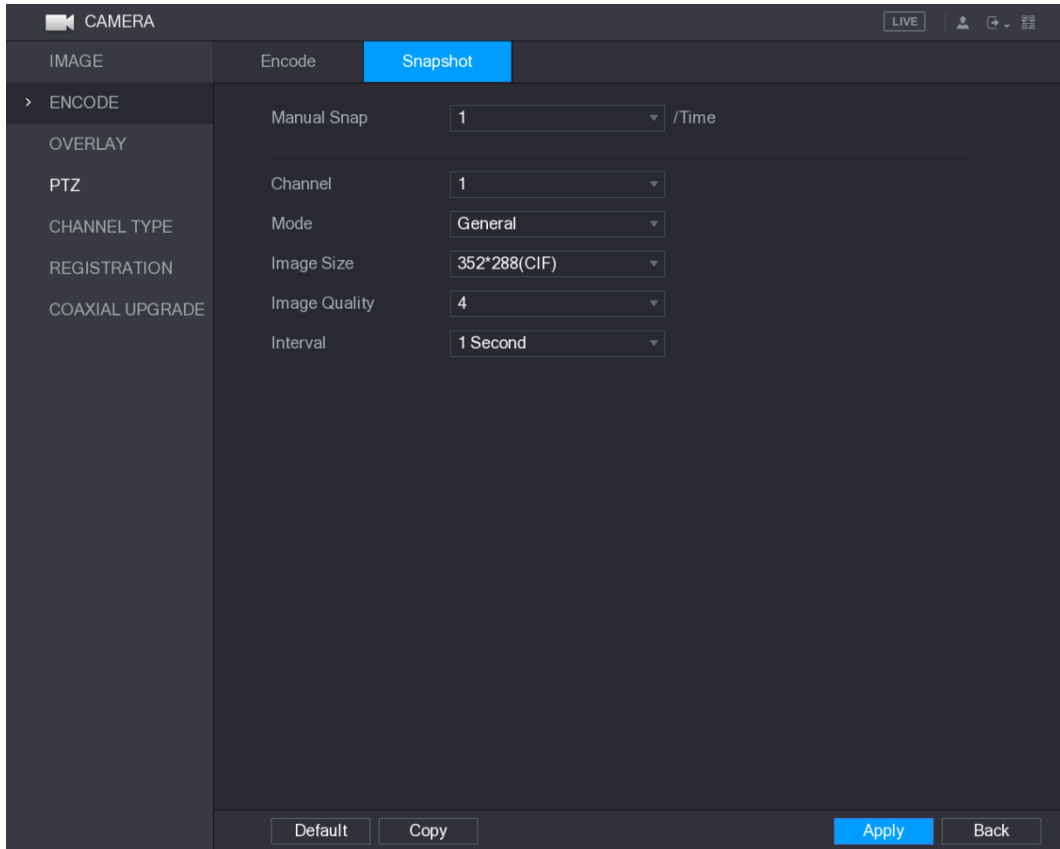 CAMERA
LIVE
IMAGE
ENCODE
OVERLAY
PTZ
CHANNEL TYPE
REGISTRATION
COAXIAL UPGRADE
Encode
Snapshot
Manual Snap 1 /Time
Channel 1
Mode General
Image Size 352*288(CIF)
Image Quality 4
Interval 1 Second
Default
Copy
Apply
Back